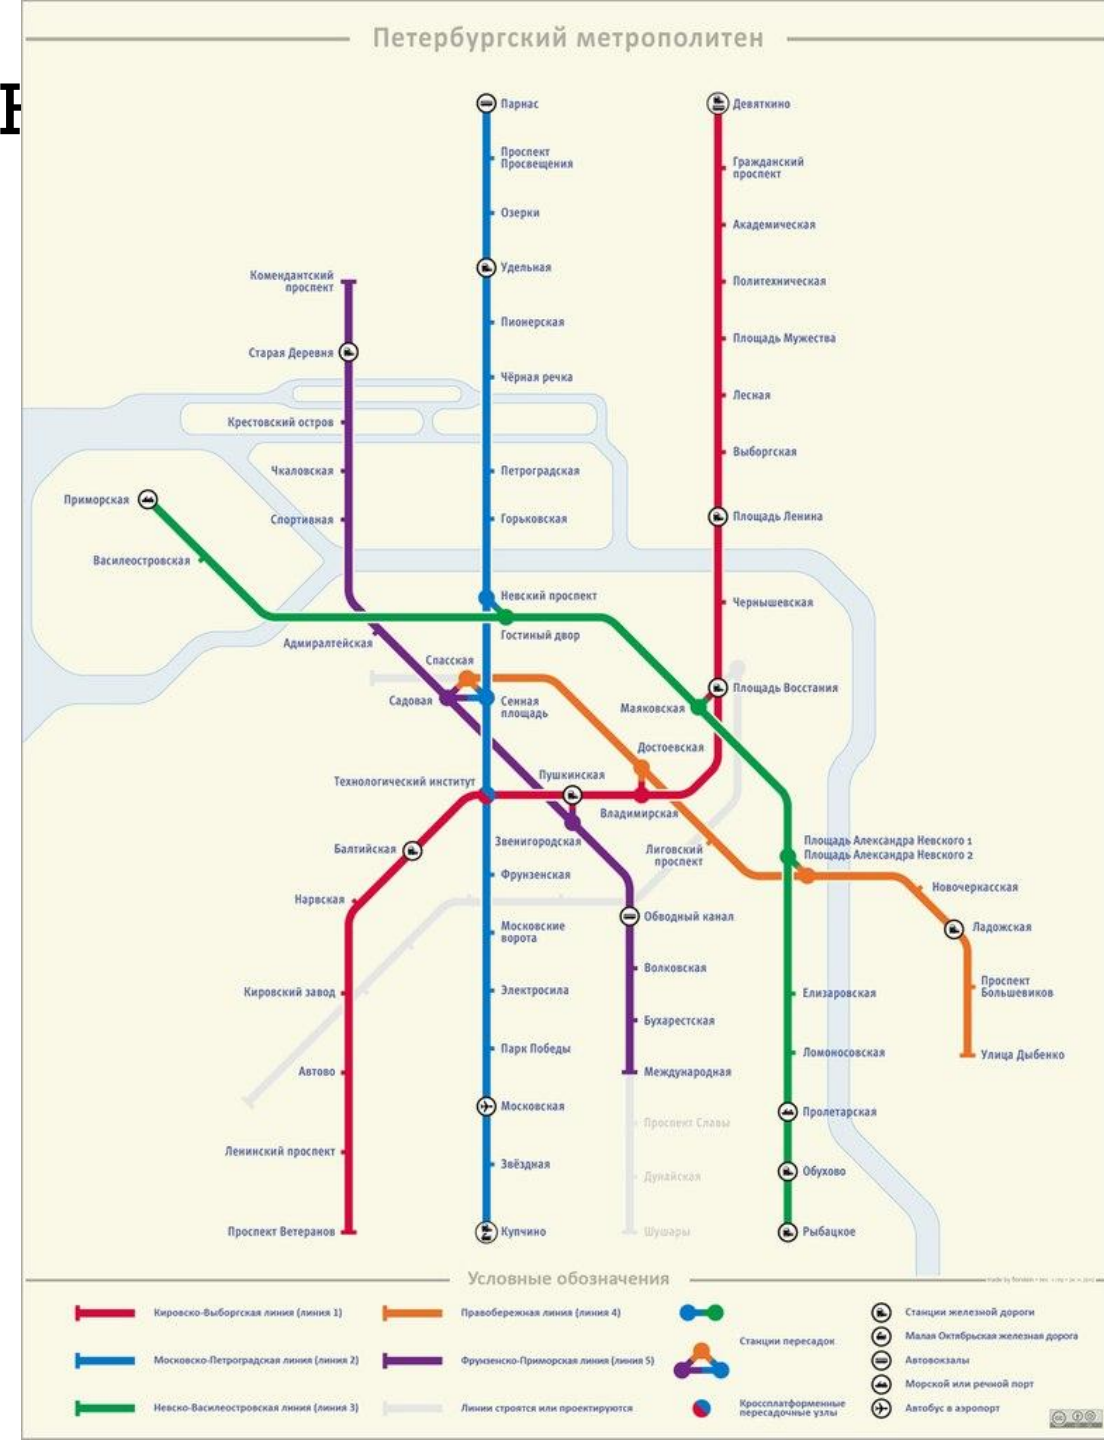 Н
Петербургский метрополитен
Парнас
Девяткино
Проспект
Просвещения
Гражданский
проспект
Озерки
Академическая
Удельная
Комендантский
проспект
Политехническая
Пионерская
Площадь Мужества
Старая Деревня
Чёрная речка
Лесная
Крестовский остров
Выборгская
Чкаловская
Петроградская
Приморская
Спортивная
Горьковская
Площадь Ленина
Василеостровская
Невский проспект
Чернышевская
Адмиралтейская
Гостиный двор
Спасская
Садовая
Сенная
площадь
Площадь Восстания
Маяковская
Достоевская
Технологический институт
Пушкинская
Владимирская
Звенигородская
Балтийская
Лиговский
проспект
Площадь Александра Невского 1
Площадь Александра Невского 2
Фрунзенская
Новочеркасская
Нарвская
Обводный канал
Ладожская
Московские
ворота
Волковская
Кировский завод
Электросила
Елизаровская
Проспект
Большевиков
Бухарестская
Парк Победы
Ломоносовская
Улица Дыбенко
Автово
Международная
Московская
Пролетарская
Проспект Славы
Ленинский проспект
Звёздная
Дунайская
Обухово
Проспект Ветеранов
Купчино
Шушары
Рыбацкое
Условные обозначения
Кировско-Выборгская линия (линия 1)
Московско-Петроградская линия (линия 2)
Невско-Василеостровская линия (линия 3)
Правобережная линия (линия 4)
Фрунзенско-Приморская линия (линия 5)
Линии строятся или проектируются
Станции пересадок
Кроссплатформенные
пересадочные узлы
Станции железной дороги
Малая Октябрьская железная дорога
Автовокзалы
Морской или речной порт
Автобус в аэропорт